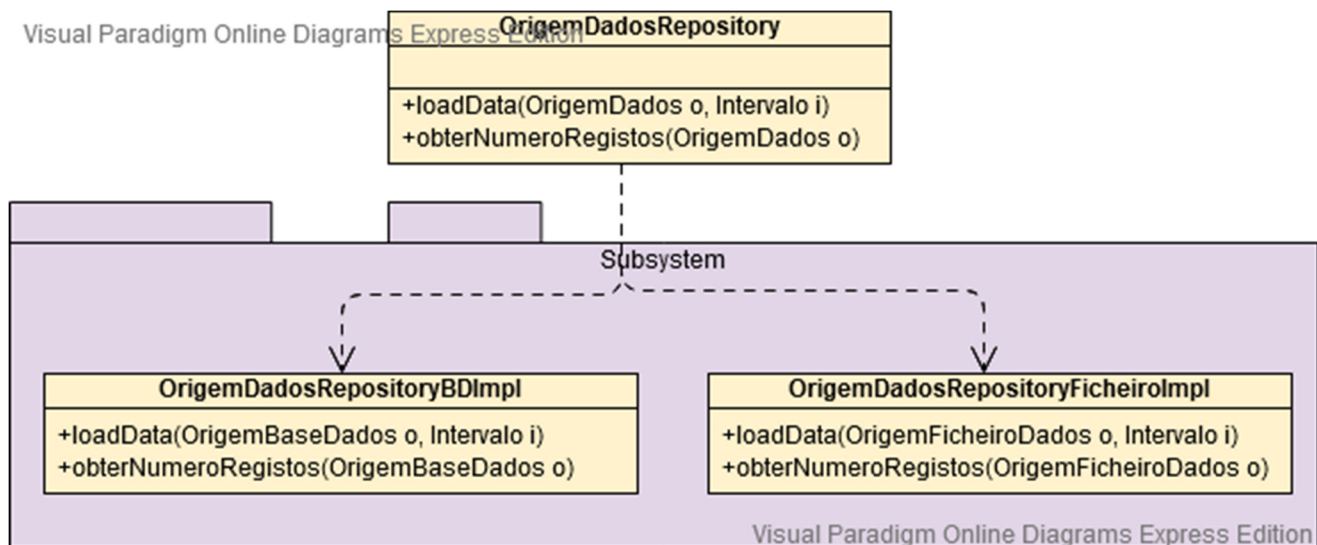 Visual Paradigm Online Diagrams Express Edition
OrigemDadosRepository
+loadData(OrigemDados o, Intervalo i)
+obterNumeroRegistos(OrigemDados o)
Subsystem
OrigemDadosRepositoryBDImpl
+loadData(OrigemBaseDados o, Intervalo i)
+obterNumeroRegistos(OrigemBaseDados o)
OrigemDadosRepositoryFicheiroImpl
+loadData(OrigemFicheiroDados o, Intervalo i)
+obterNumeroRegistos(OrigemFicheiroDados o)
Visual Paradigm Online Diagrams Express Edition